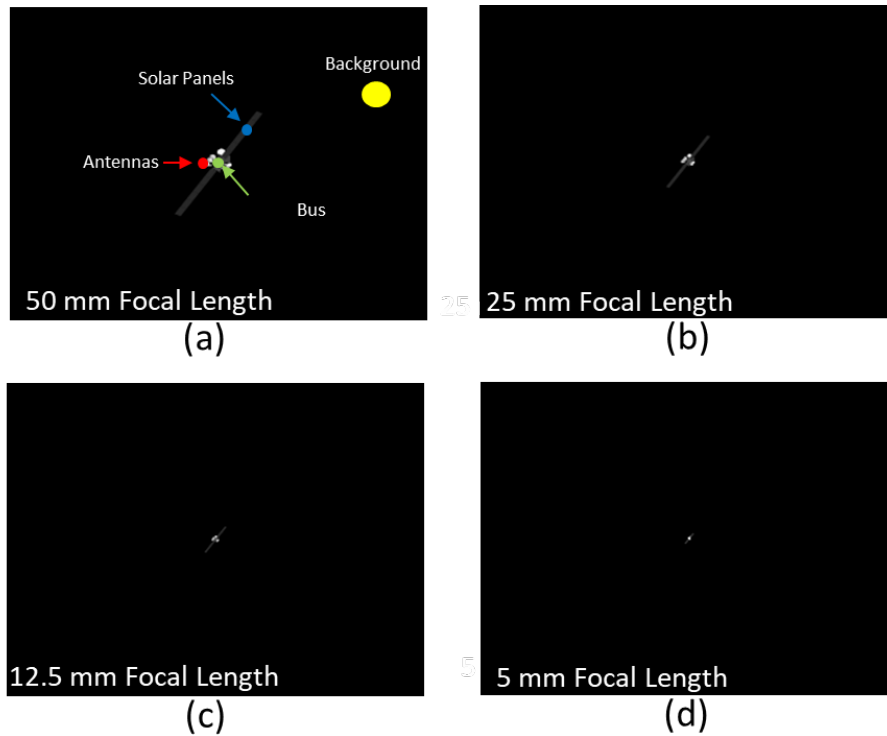 Background
Solar Panels
Antennas
Bus
50 mm Focal Length
(a)
25
25 mm Focal Length
(b)
12.5 mm Focal Length
(c)
5
5 mm Focal Length
(d)